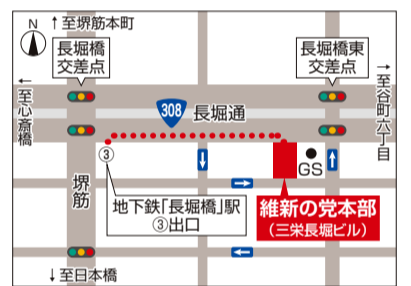 N
↑至堺筋本町
長堀橋
交差点
長堀橋東
交差点
←至心斎橋
→至谷町六丁目
308
長堀通
③
GS
堺筋
地下鉄「長堀橋」駅
③出口
維新の党本部
(三栄長堀ビル)
↓至日本橋